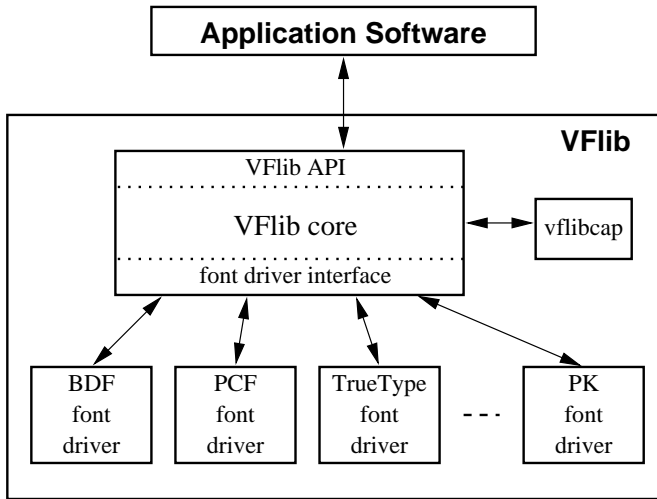 Application Software
VFlib
VFlib API
VFlib core
vflibcap
font driver interface
BDF
font
driver
PCF
font
driver
TrueType
font
driver
PK
font
driver